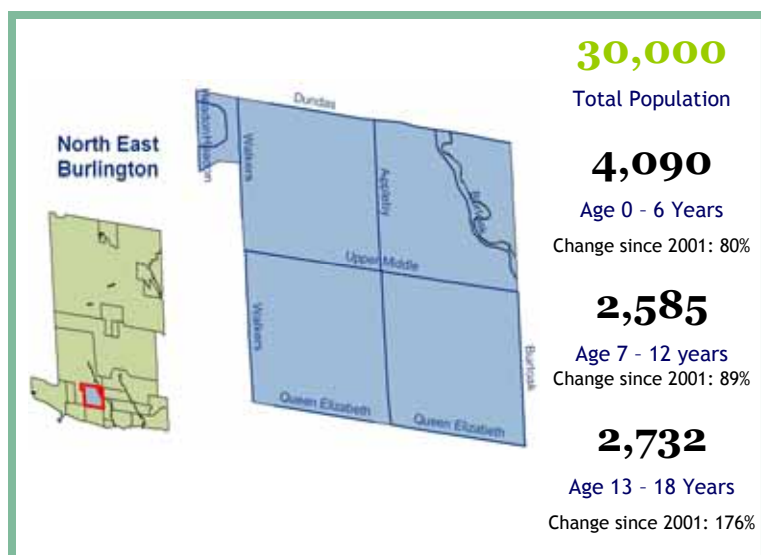 30,000
Total Population
4,090
Age 0 - 6 Years
Change since 2001: 80%
2,585
Age 7 - 12 years
Change since 2001: 89%
2,732
Age 13 - 18 Years
Change since 2001: 176%
North East
Burlington
Dundas
Walkers
Appleby
Upper Middle
Walkers
Burloak
Queen Elizabeth
Queen Elizabeth